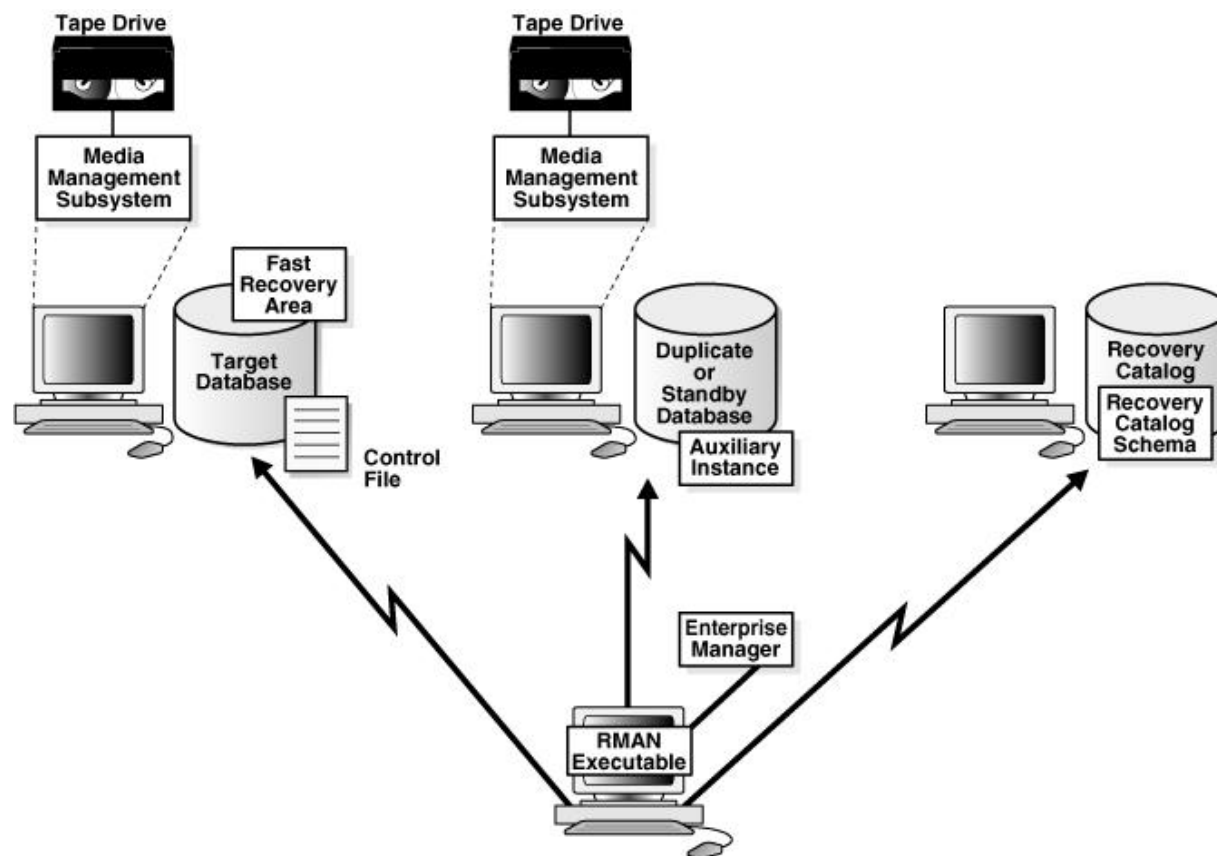 Tape Drive
Media
Management
Subsystem
Fast
Recovery
Area
Target
Database
Control
File
Tape Drive
Media
Management
Subsystem
Duplicate
or
Standby
Database
Auxiliary
Instance
Recovery
Catalog
Recovery
Catalog
Schema
Enterprise
Manager
RMAN
Executable